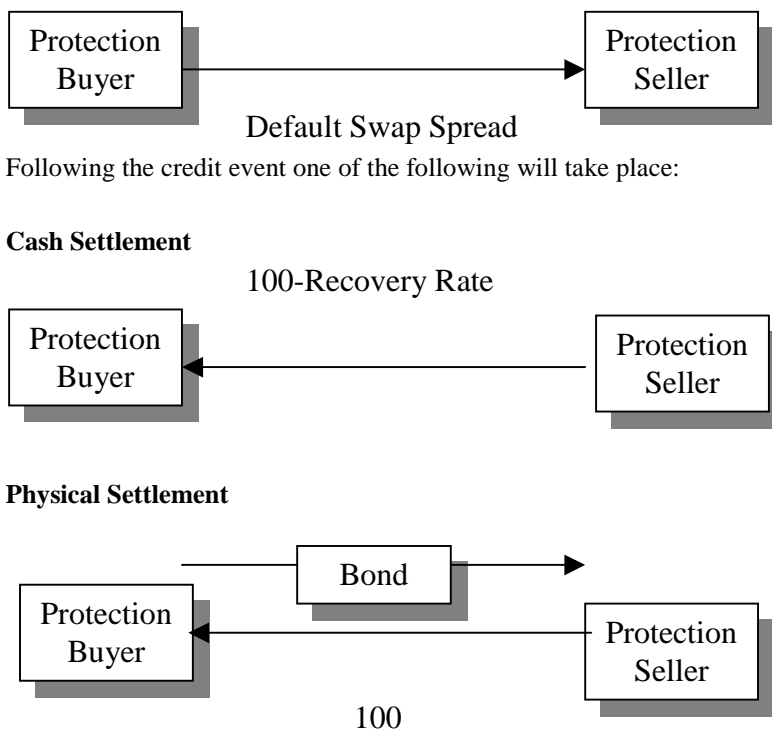 Protection
Buyer
Protection
Seller
Default Swap Spread
Following the credit event one of the following will take place:
Cash Settlement
100-Recovery Rate
Protection
Buyer
Protection
Seller
Physical Settlement
Bond
Protection
Buyer
Protection
Seller
100